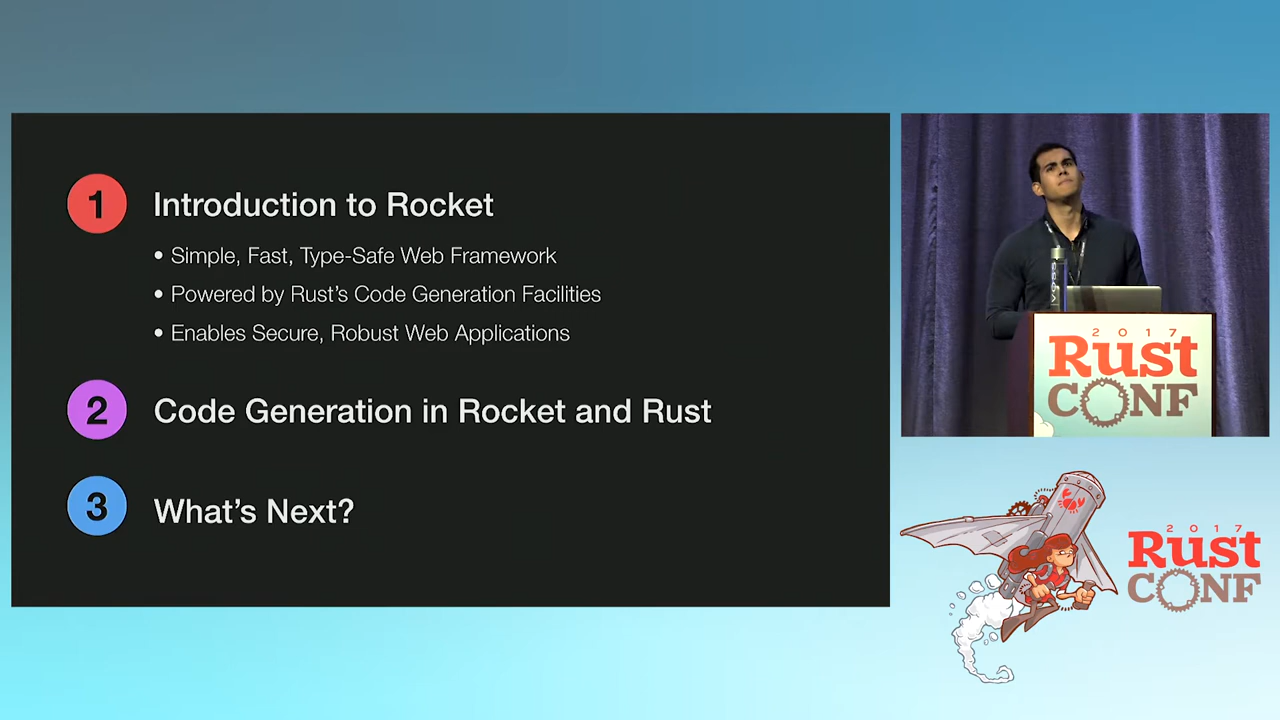 1 Introduction to Rocket
• Simple, Fast, Type-Safe Web Framework
• Powered by Rust’s Code Generation Facilities
• Enables Secure, Robust Web Applications
2 Code Generation in Rocket and Rust
3 What’s Next?
VOSS
2017
Rust
CONF
2017
Rust
CONF